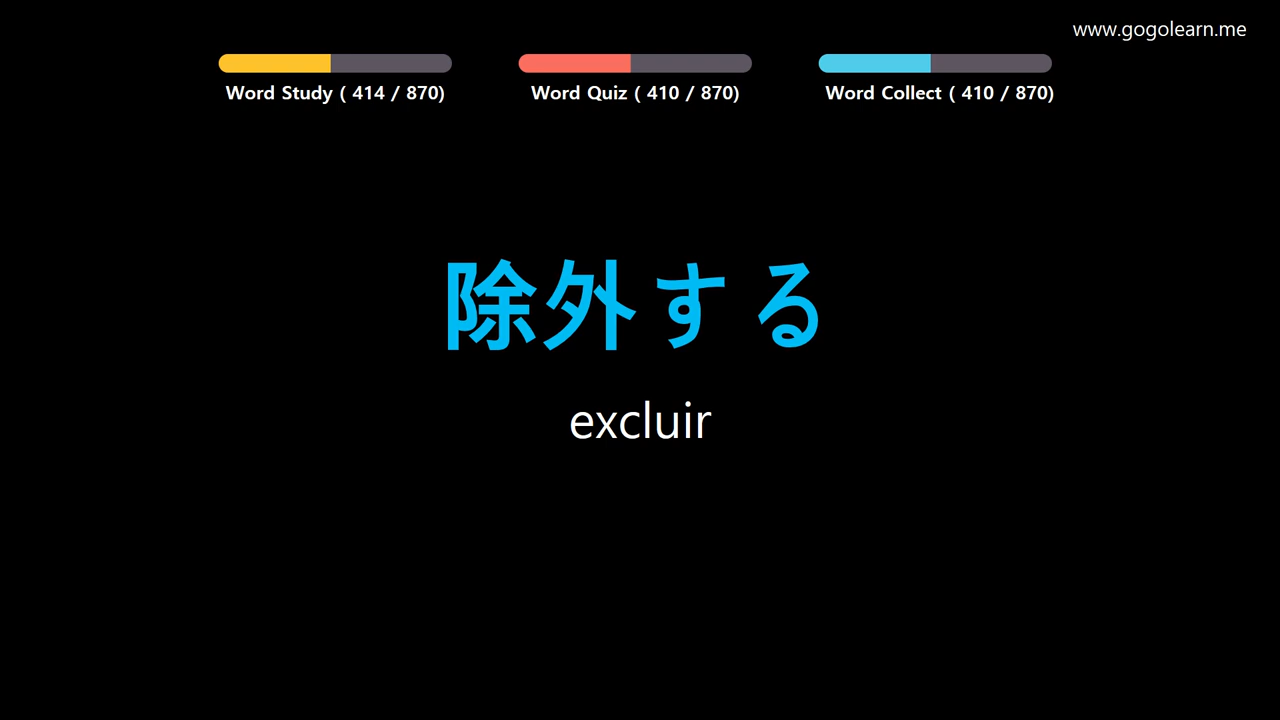 www.gogolearn.me
Word Study ( 414 / 870)
Word Quiz ( 410 / 870)
Word Collect ( 410 / 870)
除外する
excluir